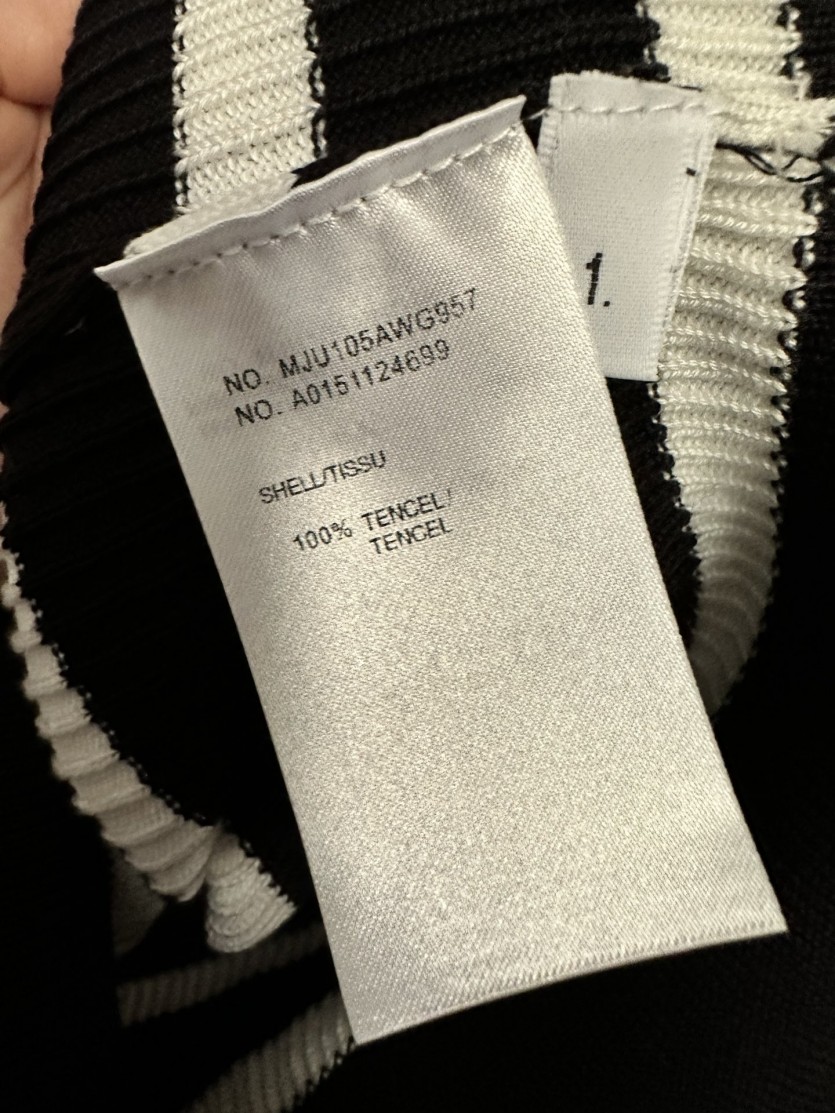 NO. MJU105AWG957
NO. A0151124699
SHELL/TISSU
100% TENCEL/
TENCEL
1.